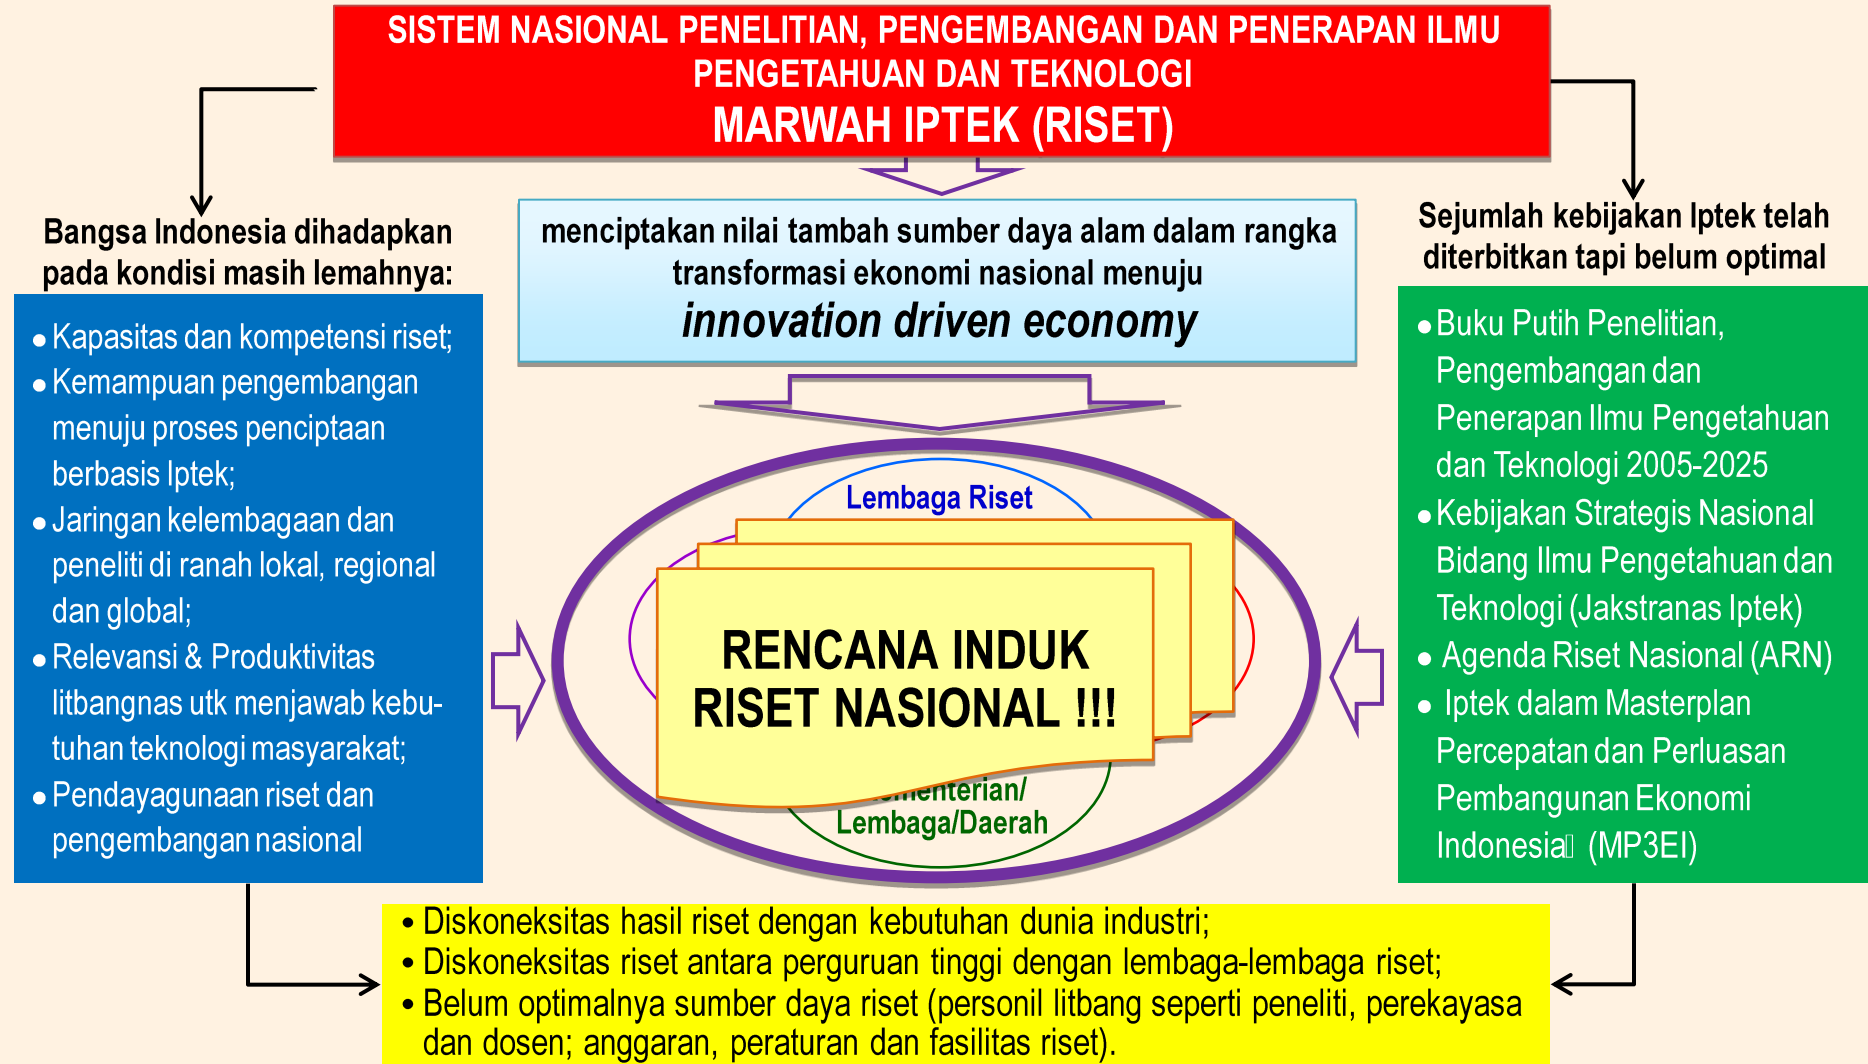 SISTEM NASIONAL PENELITIAN, PENGEMBANGAN DAN PENERAPAN ILMU
PENGETAHUAN DAN TEKNOLOGI
MARWAH IPTEK (RISET)
Bangsa Indonesia dihadapkan
pada kondisi masih lemahnya:
• Kapasitas dan kompetensi riset;
• Kemampuan pengembangan
menuju proses penciptaan
berbasis Iptek;
• Jaringan kelembagaan dan
peneliti di ranah lokal, regional
dan global;
• Relevansi & Produktivitas
litbangnas utk menjawab kebu-
tuhan teknologi masyarakat;
• Pendayagunaan riset dan
pengembangan nasional
menciptakan nilai tambah sumber daya alam dalam rangka
transformasi ekonomi nasional menuju
innovation driven economy
Lembaga Riset
RENCANA INDUK
RISET NASIONAL !!!
Lembaga/Daerah
Sejumlah kebijakan Iptek telah
diterbitkan tapi belum optimal
• Buku Putih Penelitian,
Pengembangan dan
Penerapan Ilmu Pengetahuan
dan Teknologi 2005-2025
• Kebijakan Strategis Nasional
Bidang Ilmu Pengetahuan dan
Teknologi (Jakstranas Iptek)
• Agenda Riset Nasional (ARN)
• Iptek dalam Masterplan
Percepatan dan Perluasan
Pembangunan Ekonomi
Indonesia (MP3EI)
• Diskoneksitas hasil riset dengan kebutuhan dunia industri;
• Diskoneksitas riset antara perguruan tinggi dengan lembaga-lembaga riset;
• Belum optimalnya sumber daya riset (personil litbang seperti peneliti, perekayasa
dan dosen; anggaran, peraturan dan fasilitas riset).